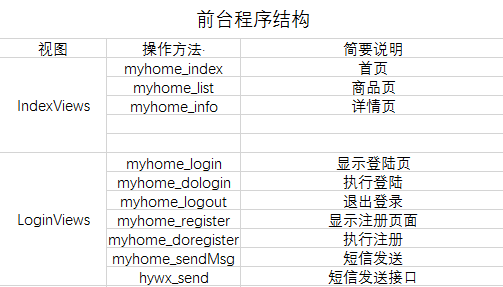 前台程序结构
视图 操作方法 简要说明
IndexViews
myhome_index 首页
myhome_list 商品页
myhome_info 详情页
LoginViews
myhome_login 显示登陆页
myhome_dologin 执行登陆
myhome_logout 退出登录
myhome_register 显示注册页面
myhome_doregister 执行注册
myhome_sendMsg 短信发送
hywx_send 短信发送接口